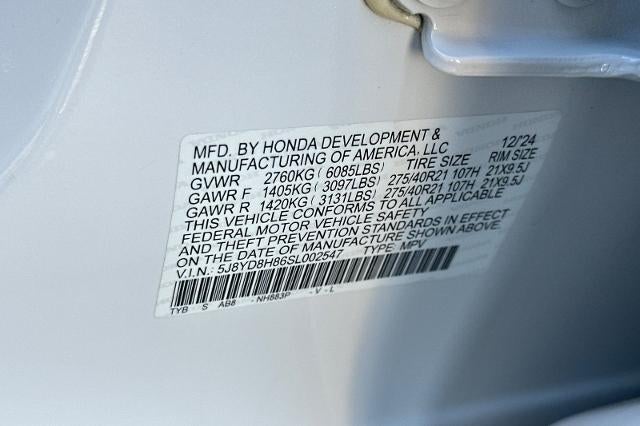 MFD. BY HONDA DEVELOPMENT & 12/'24
MANUFACTURING OF AMERICA, LLC
GVWR 2760KG ( 6085LBS) TIRE SIZE RIM SIZE
GAWR F 1405KG ( 3097LBS) 275/40R21 107H 21X9.5J
GAWR R 1420KG ( 3131LBS) 275/40R21 107H 21X9.5J
THIS VEHICLE CONFORMS TO ALL APPLICABLE
FEDERAL MOTOR VEHICLE SAFETY
AND THEFT PREVENTION STANDARDS IN EFFECT
ON THE DATE OF MANUFACTURE SHOWN ABOVE.
V.I.N.: 5J8YD8H86SL002547 TYPE: MPV
TYB S AB8 - NH883P - V - L